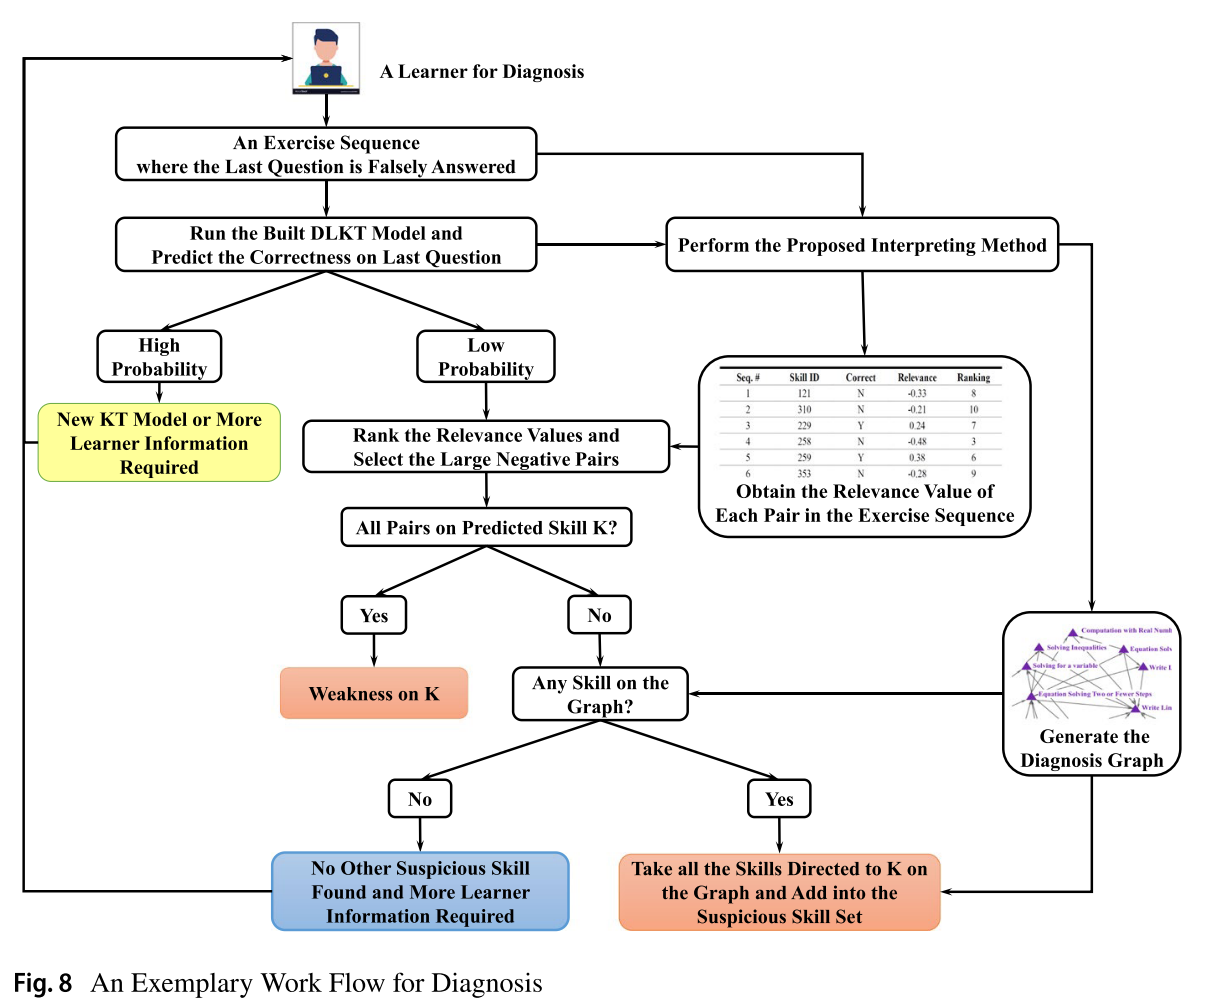 A Learner for Diagnosis
An Exercise Sequence
where the Last Question is Falsely Answered
Run the Built DLKT Model and
Predict the Correctness on Last Question
Perform the Proposed Interpreting Method
High
Probability
Low
Probability
New KT Model or More
Learner Information
Required
Rank the Relevance Values and
Select the Large Negative Pairs
Seq. # Skill ID Correct Relevance Ranking
1 121 N -0.33 8
2 310 N -0.21 10
3 229 Y 0.24 7
4 258 N -0.48 3
5 259 Y 0.38 6
6 353 N -0.28 9
Obtain the Relevance Value of
Each Pair in the Exercise Sequence
All Pairs on Predicted Skill K?
Yes
No
Weakness on K
Any Skill on the
Graph?
Computation with Real Numb
Solving Inequalities
Equation Solv
Solving for a variable
Write L
Equation Solving Two or Fewer Steps
Write Lin
Generate the
Diagnosis Graph
No
Yes
No Other Suspicious Skill
Found and More Learner
Information Required
Take all the Skills Directed to K on
the Graph and Add into the
Suspicious Skill Set
Fig. 8 An Exemplary Work Flow for Diagnosis